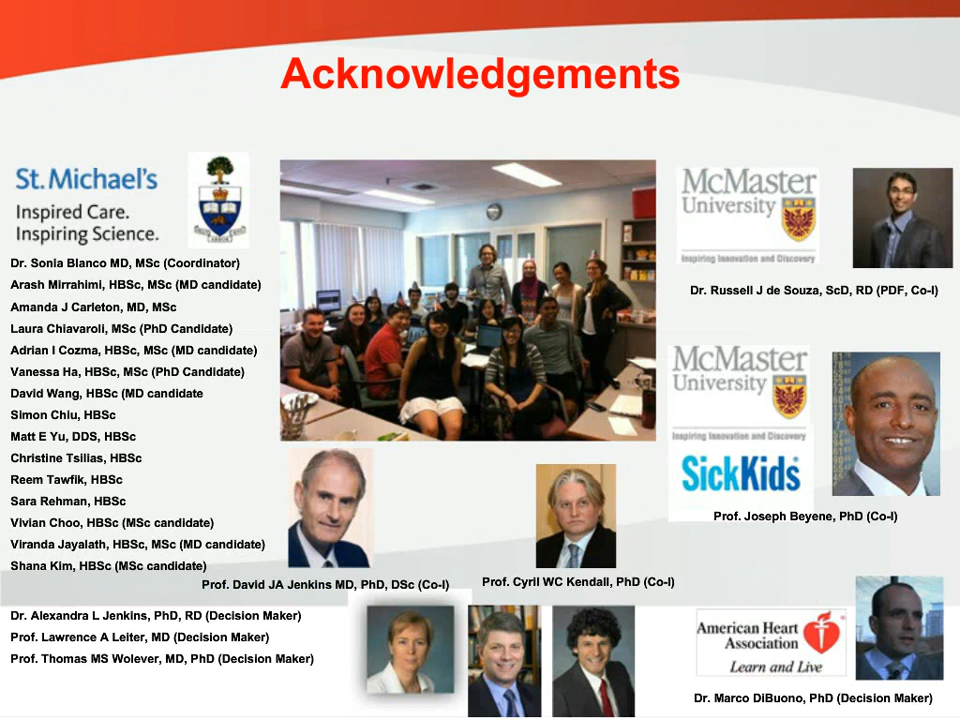 Acknowledgements
St. Michael's
Inspired Care.
Inspiring Science.
Dr. Sonia Blanco MD, MSc (Coordinator)
Arash Mirrahimi, HBSc, MSc (MD candidate)
Amanda J Carleton, MD, MSc
Laura Chiavaroli, MSc (PhD Candidate)
Adrian I Cozma, HBSc, MSc (MD candidate)
Vanessa Ha, HBSc, MSc (PhD Candidate)
David Wang, HBSc (MD candidate
Simon Chiu, HBSc
Matt E Yu, DDS, HBSc
Christine Tsilias, HBSc
Reem Tawfik, HBSc
Sara Rehman, HBSc
Vivian Choo, HBSc (MSc candidate)
Viranda Jayalath, HBSc, MSc (MD candidate)
Shana Kim, HBSc (MSc candidate)
Prof. David JA Jenkins MD, PhD, DSc (Co-I)
Prof. Cyril WC Kendall, PhD (Co-I)
McMaster
University
Inspiring Innovation and Discovery
Dr. Russell J de Souza, ScD, RD (PDF, Co-I)
McMaster
University
Inspiring Innovation and Discovery
SickKids
Prof. Joseph Beyene, PhD (Co-I)
Dr. Alexandra L Jenkins, PhD, RD (Decision Maker)
Prof. Lawrence A Leiter, MD (Decision Maker)
Prof. Thomas MS Wolever, MD, PhD (Decision Maker)
American Heart
Association
Learn and Live
Dr. Marco DiBuono, PhD (Decision Maker)